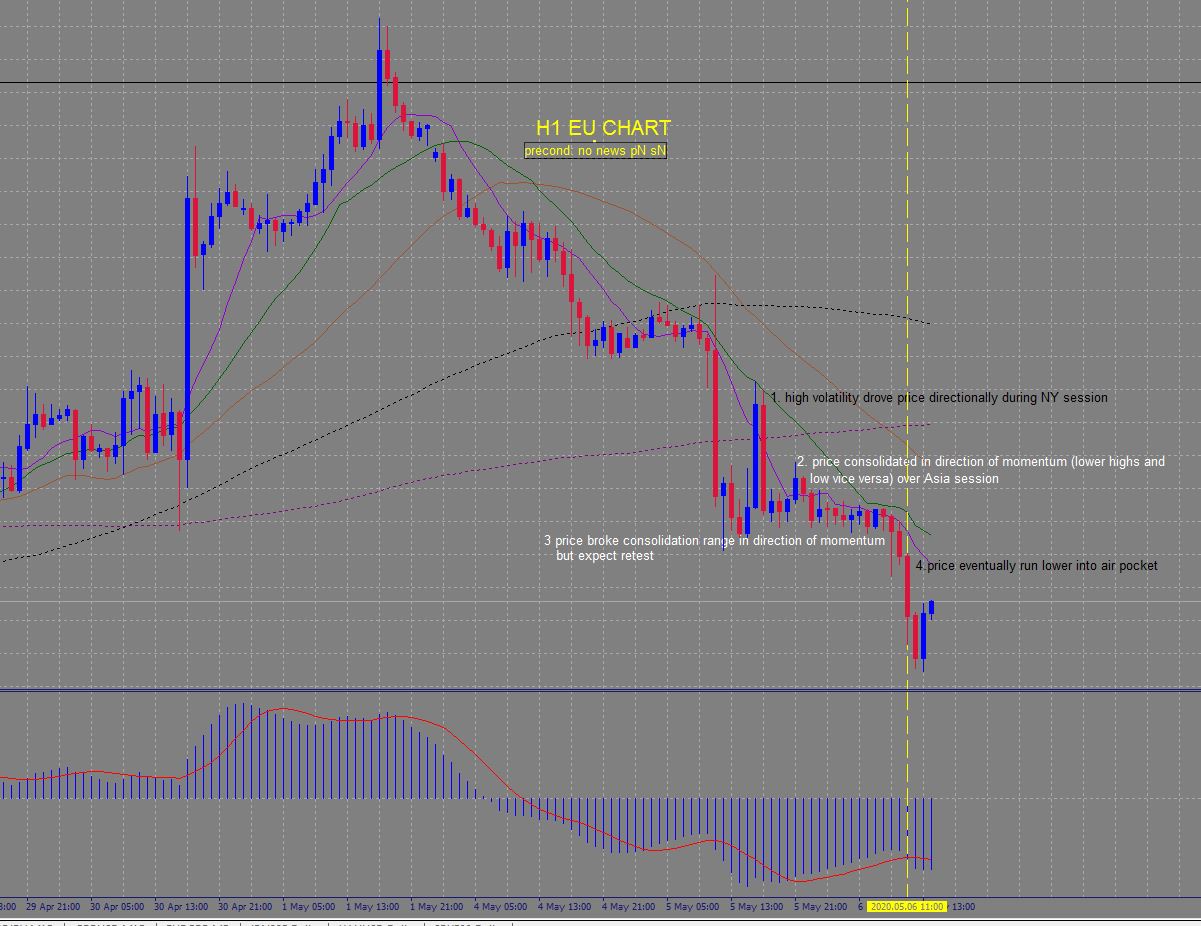 H1 EU CHART
precond: no news pN sN
1. high volatility drove price directionally during NY session
2. price consolidated in direction of momentum (lower highs and
low vice versa) over Asia session
3 price broke consolidation range in direction of momentum
but expect retest
4.price eventually run lower into air pocket
29 Apr 21:00 30 Apr 05:00 30 Apr 13:00 30 Apr 21:00 1 May 05:00 1 May 13:00 1 May 21:00 4 May 05:00 4 May 13:00 4 May 21:00 5 May 05:00 5 May 13:00 5 May 21:00 6 2020.05.06 11:00 13:00